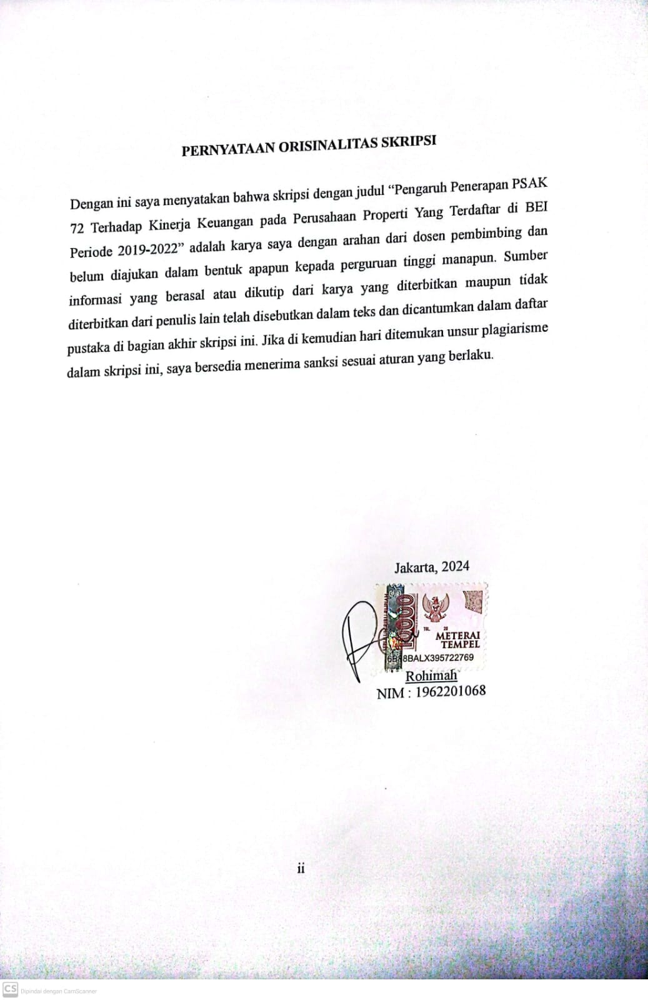 PERNYATAAN ORISINALITAS SKRIPSI
Dengan ini saya menyatakan bahwa skripsi dengan judul “Pengaruh Penerapan PSAK
72 Terhadap Kinerja Keuangan pada Perusahaan Properti Yang Terdaftar di BEI
Periode 2019-2022” adalah karya saya dengan arahan dari dosen pembimbing dan
belum diajukan dalam bentuk apapun kepada perguruan tinggi manapun. Sumber
informasi yang berasal atau dikutip dari karya yang diterbitkan maupun tidak
diterbitkan dari penulis lain telah disebutkan dalam teks dan dicantumkan dalam daftar
pustaka di bagian akhir skripsi ini. Jika di kemudian hari ditemukan unsur plagiarisme
dalam skripsi ini, saya bersedia menerima sanksi sesuai aturan yang berlaku.
Jakarta, 2024
10000
TGL. 20
METERAI
TEMPEL
Rohimah
NIM : 1962201068
ii
CS Dipindai dengan CamScanner